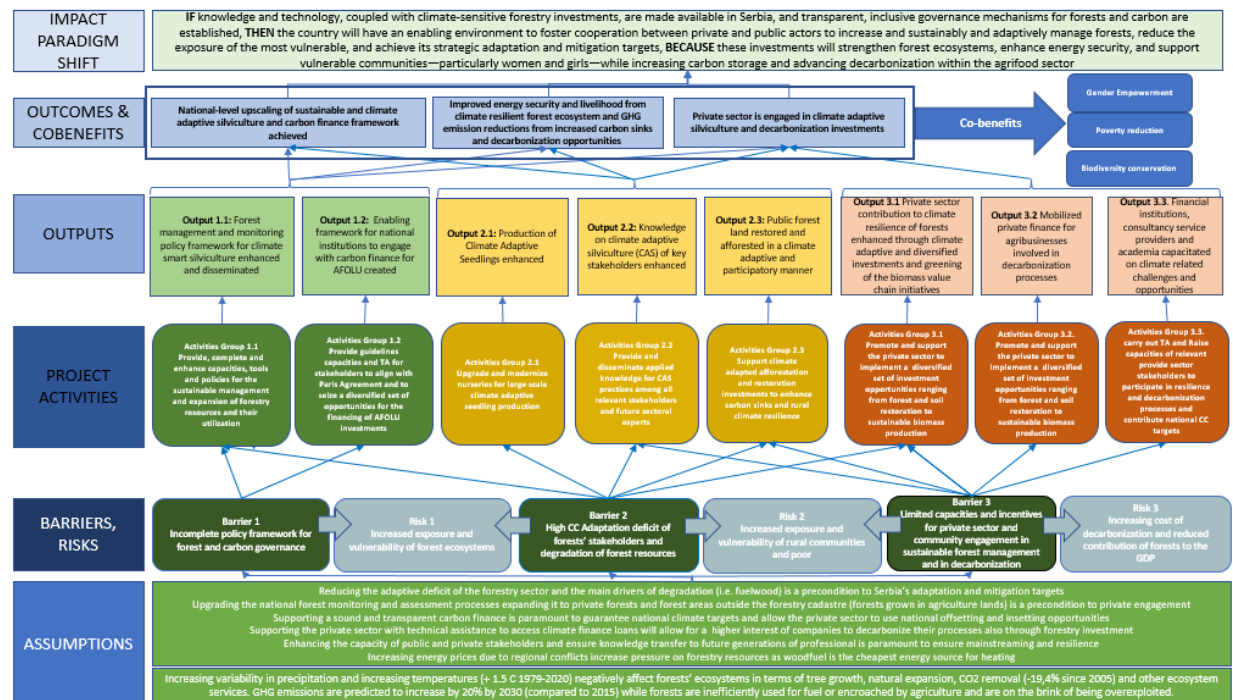 IMPACT
PARADIGM
SHIFT
IF knowledge and technology, coupled with climate-sensitive forestry investments, are made available in Serbia, and transparent, inclusive governance mechanisms for forests and carbon are
established, THEN the country will have an enabling environment to foster cooperation between private and public actors to increase and sustainably and adaptively manage forests, reduce the
exposure of the most vulnerable, and achieve its strategic adaptation and mitigation targets, BECAUSE these investments will strengthen forest ecosystems, enhance energy security, and support
vulnerable communities—particularly women and girls—while increasing carbon storage and advancing decarbonization within the agrifood sector
OUTCOMES &
COBENEFITS
National-level upscaling of sustainable and climate
adaptive silviculture and carbon finance framework
achieved
Improved energy security and livelihood from
climate resilient forest ecosystem and GHG
emission reductions from increased carbon sinks
and decarbonization opportunities
Private sector is engaged in climate adaptive
silviculture and decarbonization investments
Co-benefits
Gender Empowerment
Poverty reduction
Biodiversity conservation
OUTPUTS
Output 1.1: Forest
management and monitoring
policy framework for climate
smart silviculture enhanced
and disseminated
Output 1.2: Enabling
framework for national
institutions to engage
with carbon finance for
AFOLU created
Output 2.1: Production of
Climate Adaptive
Seedlings enhanced
Output 2.2: Knowledge
on climate adaptive
silviculture (CAS) of key
stakeholders enhanced
Output 2.3: Public forest
land restored and
afforested in a climate
adaptive and
participatory manner
Output 3.1 Private sector
contribution to climate
resilience of forests
enhanced through climate
adaptive and diversified
investments and greening
of the biomass value
chain initiatives
Output 3.2 Mobilized
private finance for
agribusinesses
involved in
decarbonization
processes
Output 3.3. Financial
institutions,
consultancy service
providers and
academia capacitated
on climate related
challenges and
opportunities
PROJECT
ACTIVITIES
Activities Group 1.1
Provide, complete and
enhance capacities, tools
and policies for the
sustainable management
and expansion of forestry
resources and their
utilization
Activities Group 1.2
Provide guidelines
capacities and TA for
stakeholders to align with
Paris Agreement and to
seize a diversified set of
opportunities for the
financing of AFOLU
investments
Activities Group 2.1
Upgrade and modernize
nurseries for large scale
climate adaptive
seedling production
Activities Group 2.2
Provide and
disseminate applied
knowledge for CAS
practices among all
relevant stakeholders
and future sectoral
experts
Activities Group 2.3
Support climate
adapted afforestation
and restoration
investments to enhance
carbon sinks and rural
climate resilience
Activities Group 3.1
Promote and support
the private sector to
implement a diversified
set of investment
opportunities ranging
from forest and soil
restoration to
sustainable biomass
production
Activities Group 3.2.
Promote and support
the private sector to
implement a diversified
set of investment
opportunities ranging
from forest and soil
restoration to
sustainable biomass
production
Activities Group 3.3.
carry out TA and Raise
capacities of relevant
provide sector
stakeholders to
participate in resilience
and decarbonization
processes and
contribute national CC
targets
BARRIERS,
RISKS
Barrier 1
Incomplete policy framework for
forest and carbon governance
Risk 1
Increased exposure and
vulnerability of forest ecosystems
Barrier 2
High CC Adaptation deficit of
forests' stakeholders and
degradation of forest resources
Risk 2
Increased exposure and
vulnerability of rural communities
and poor
Barrier 3
Limited capacities and incentives
for private sector and
community engagement in
sustainable forest management
and in decarbonization
Risk 3
Increasing cost of
decarbonization and reduced
contribution of forests to the
GDP
ASSUMPTIONS
Reducing the adaptive deficit of the forestry sector and the main drivers of degradation (i.e. fuelwood) is a precondition to Serbia's adaptation and mitigation targets
Upgrading the national forest monitoring and assessment processes expanding it to private forests and forest areas outside the forestry cadastre (forests grown in agriculture lands) is a precondition to private engagement
Supporting a sound and transparent carbon finance is paramount to guarantee national climate targets and allow the private sector to use national offsetting and insetting opportunities
Supporting the private sector with technical assistance to access climate finance loans will allow for a higher interest of companies to decarbonize their processes also through forestry investment
Enhancing the capacity of public and private stakeholders and ensure knowledge transfer to future generations of professional is paramount to ensure mainstreaming and resilience
Increasing energy prices due to regional conflicts increase pressure on forestry resources as woodfuel is the cheapest energy source for heating
Increasing variability in precipitation and increasing temperatures (+ 1.5 C 1979-2020) negatively affect forests' ecosystems in terms of tree growth, natural expansion, CO2 removal (-19,4% since 2005) and other ecosystem
services. GHG emissions are predicted to increase by 20% by 2030 (compared to 2015) while forests are inefficiently used for fuel or encroached by agriculture and are on the brink of being overexploited.